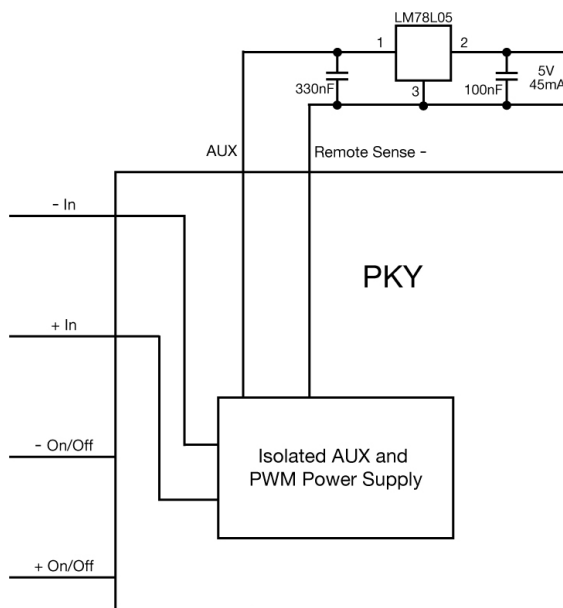 LM78L05
1
2
3
330nF
100nF
5V
45mA
AUX
Remote Sense -
- In
PKY
+ In
- On/Off
Isolated AUX and
PWM Power Supply
+ On/Off